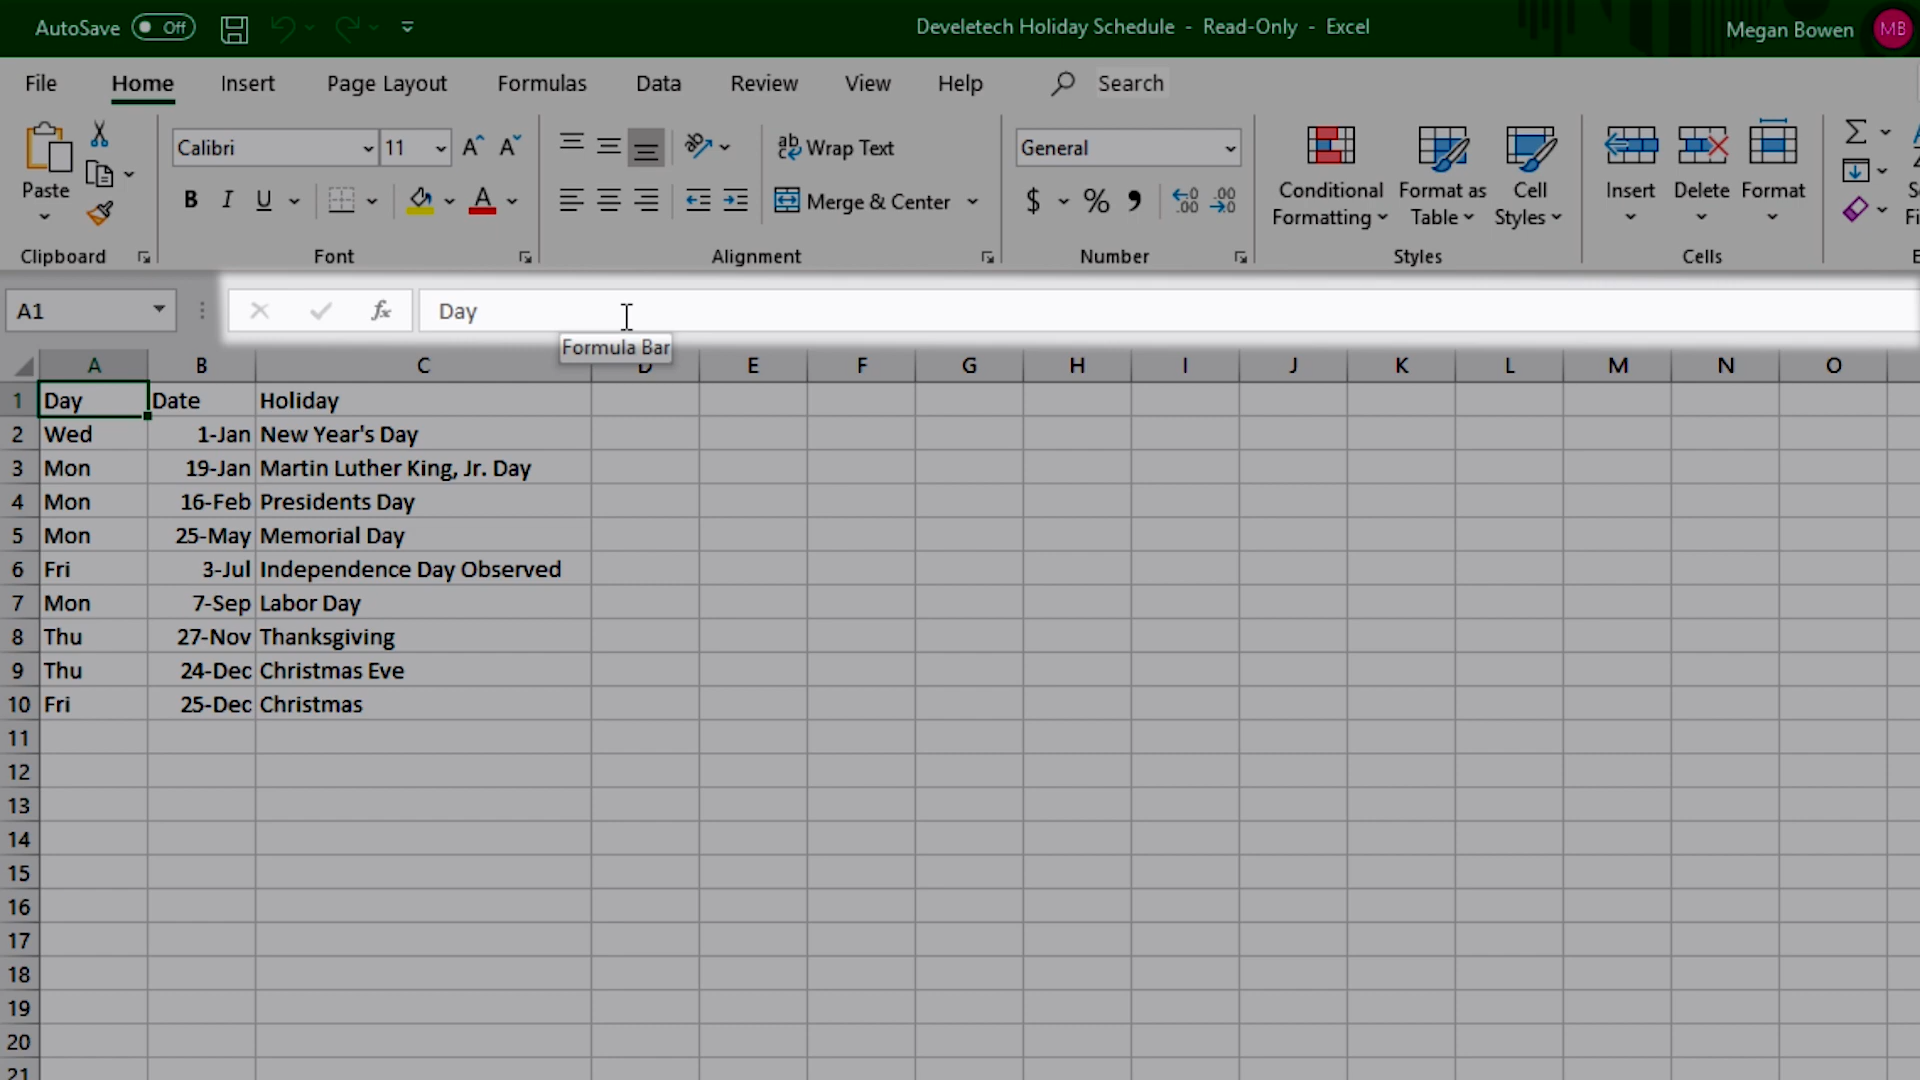 AutoSave Off
Develetech Holiday Schedule - Read-Only - Excel
Megan Bowen MB
File Home Insert Page Layout Formulas Data Review View Help Search
Paste
Clipboard
Calibri 11
B I U A
Font
Wrap Text
Merge & Center
Alignment
General
$ % , .00
Number
Conditional Formatting
Format as Table
Cell Styles
Styles
Insert Delete Format
Cells
A1 fx Day
Formula Bar
A B C D E F G H I J K L M N O
1 Day Date Holiday
2 Wed 1-Jan New Year's Day
3 Mon 19-Jan Martin Luther King, Jr. Day
4 Mon 16-Feb Presidents Day
5 Mon 25-May Memorial Day
6 Fri 3-Jul Independence Day Observed
7 Mon 7-Sep Labor Day
8 Thu 27-Nov Thanksgiving
9 Thu 24-Dec Christmas Eve
10 Fri 25-Dec Christmas
11
12
13
14
15
16
17
18
19
20
21